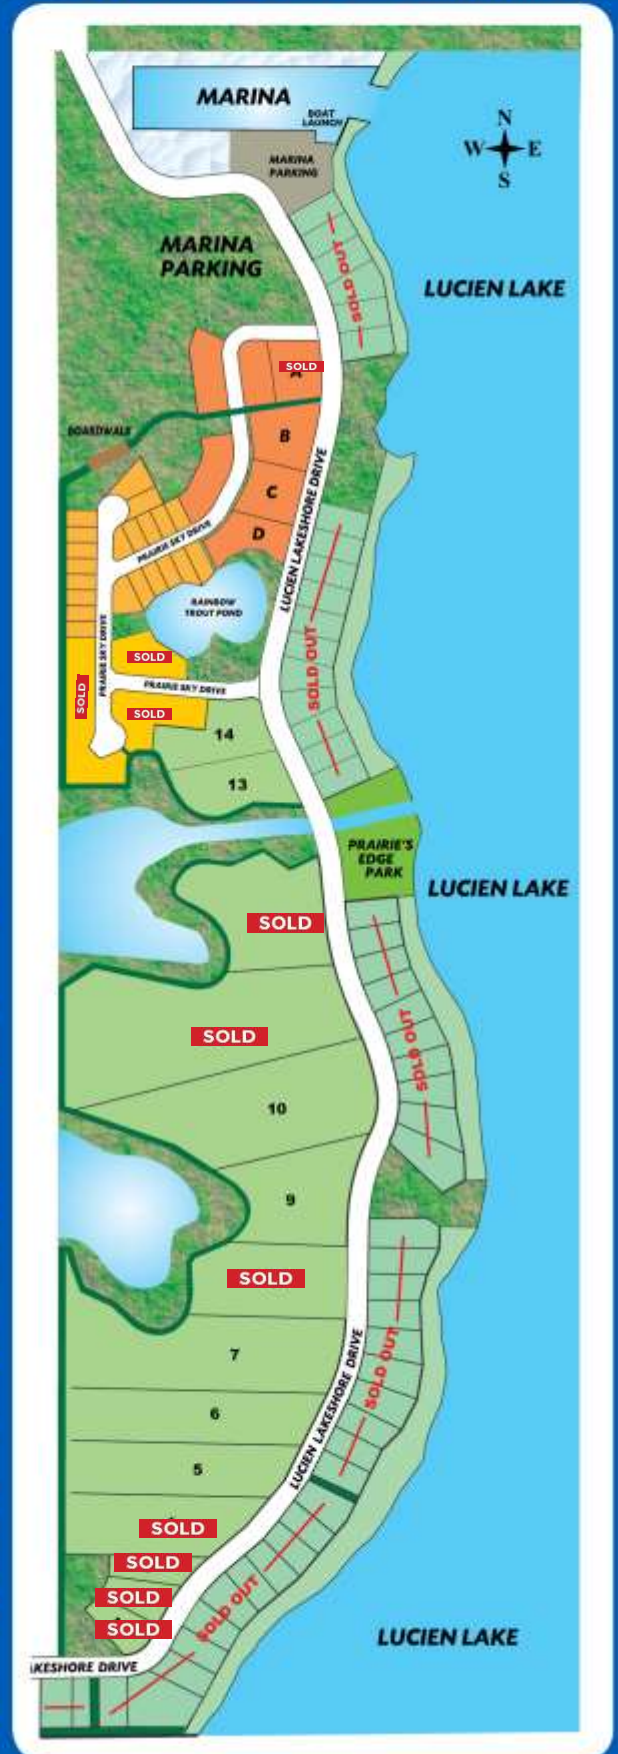 MARINA
BOAT
LAUNCH
N
W E
S
MARINA
PARKING
MARINA
PARKING
SOLD OUT
LUCIEN LAKE
SOLD
A
BOARDWALK
B
C
D
LUCIEN LAKESHORE DRIVE
PRAIRIE SKY DRIVE
RAINBOW
TROUT POND
PRAIRIE SKY DRIVE
SOLD
SOLD
SOLD OUT
PRAIRIE SKY DRIVE
SOLD
14
13
PRAIRIE'S
EDGE
PARK
LUCIEN LAKE
SOLD
SOLD
SOLD OUT
10
9
SOLD
7
SOLD OUT
6
LUCIEN LAKESHORE DRIVE
5
SOLD
SOLD
SOLD
SOLD
SOLD OUT
LUCIEN LAKE
AKESHORE DRIVE